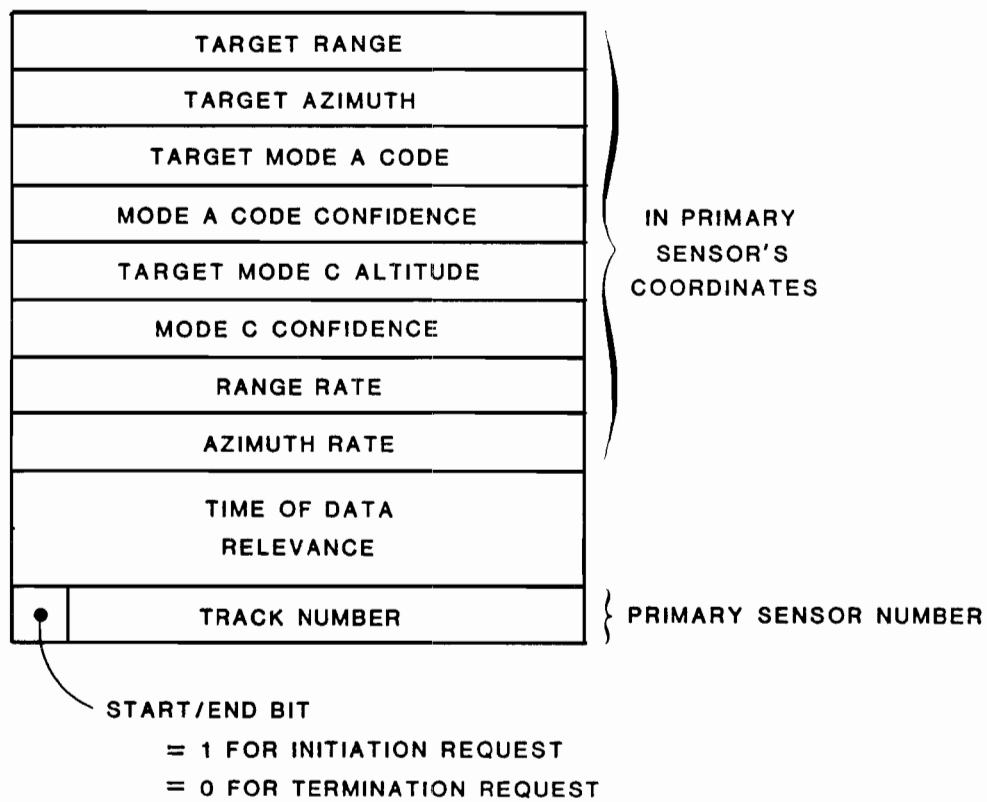 TARGET RANGE
TARGET AZIMUTH
TARGET MODE A CODE
MODE A CODE CONFIDENCE
TARGET MODE C ALTITUDE
MODE C CONFIDENCE
RANGE RATE
AZIMUTH RATE
IN PRIMARY
SENSOR'S
COORDINATES
TIME OF DATA
RELEVANCE
TRACK NUMBER
PRIMARY SENSOR NUMBER
START/END BIT
= 1 FOR INITIATION REQUEST
= 0 FOR TERMINATION REQUEST